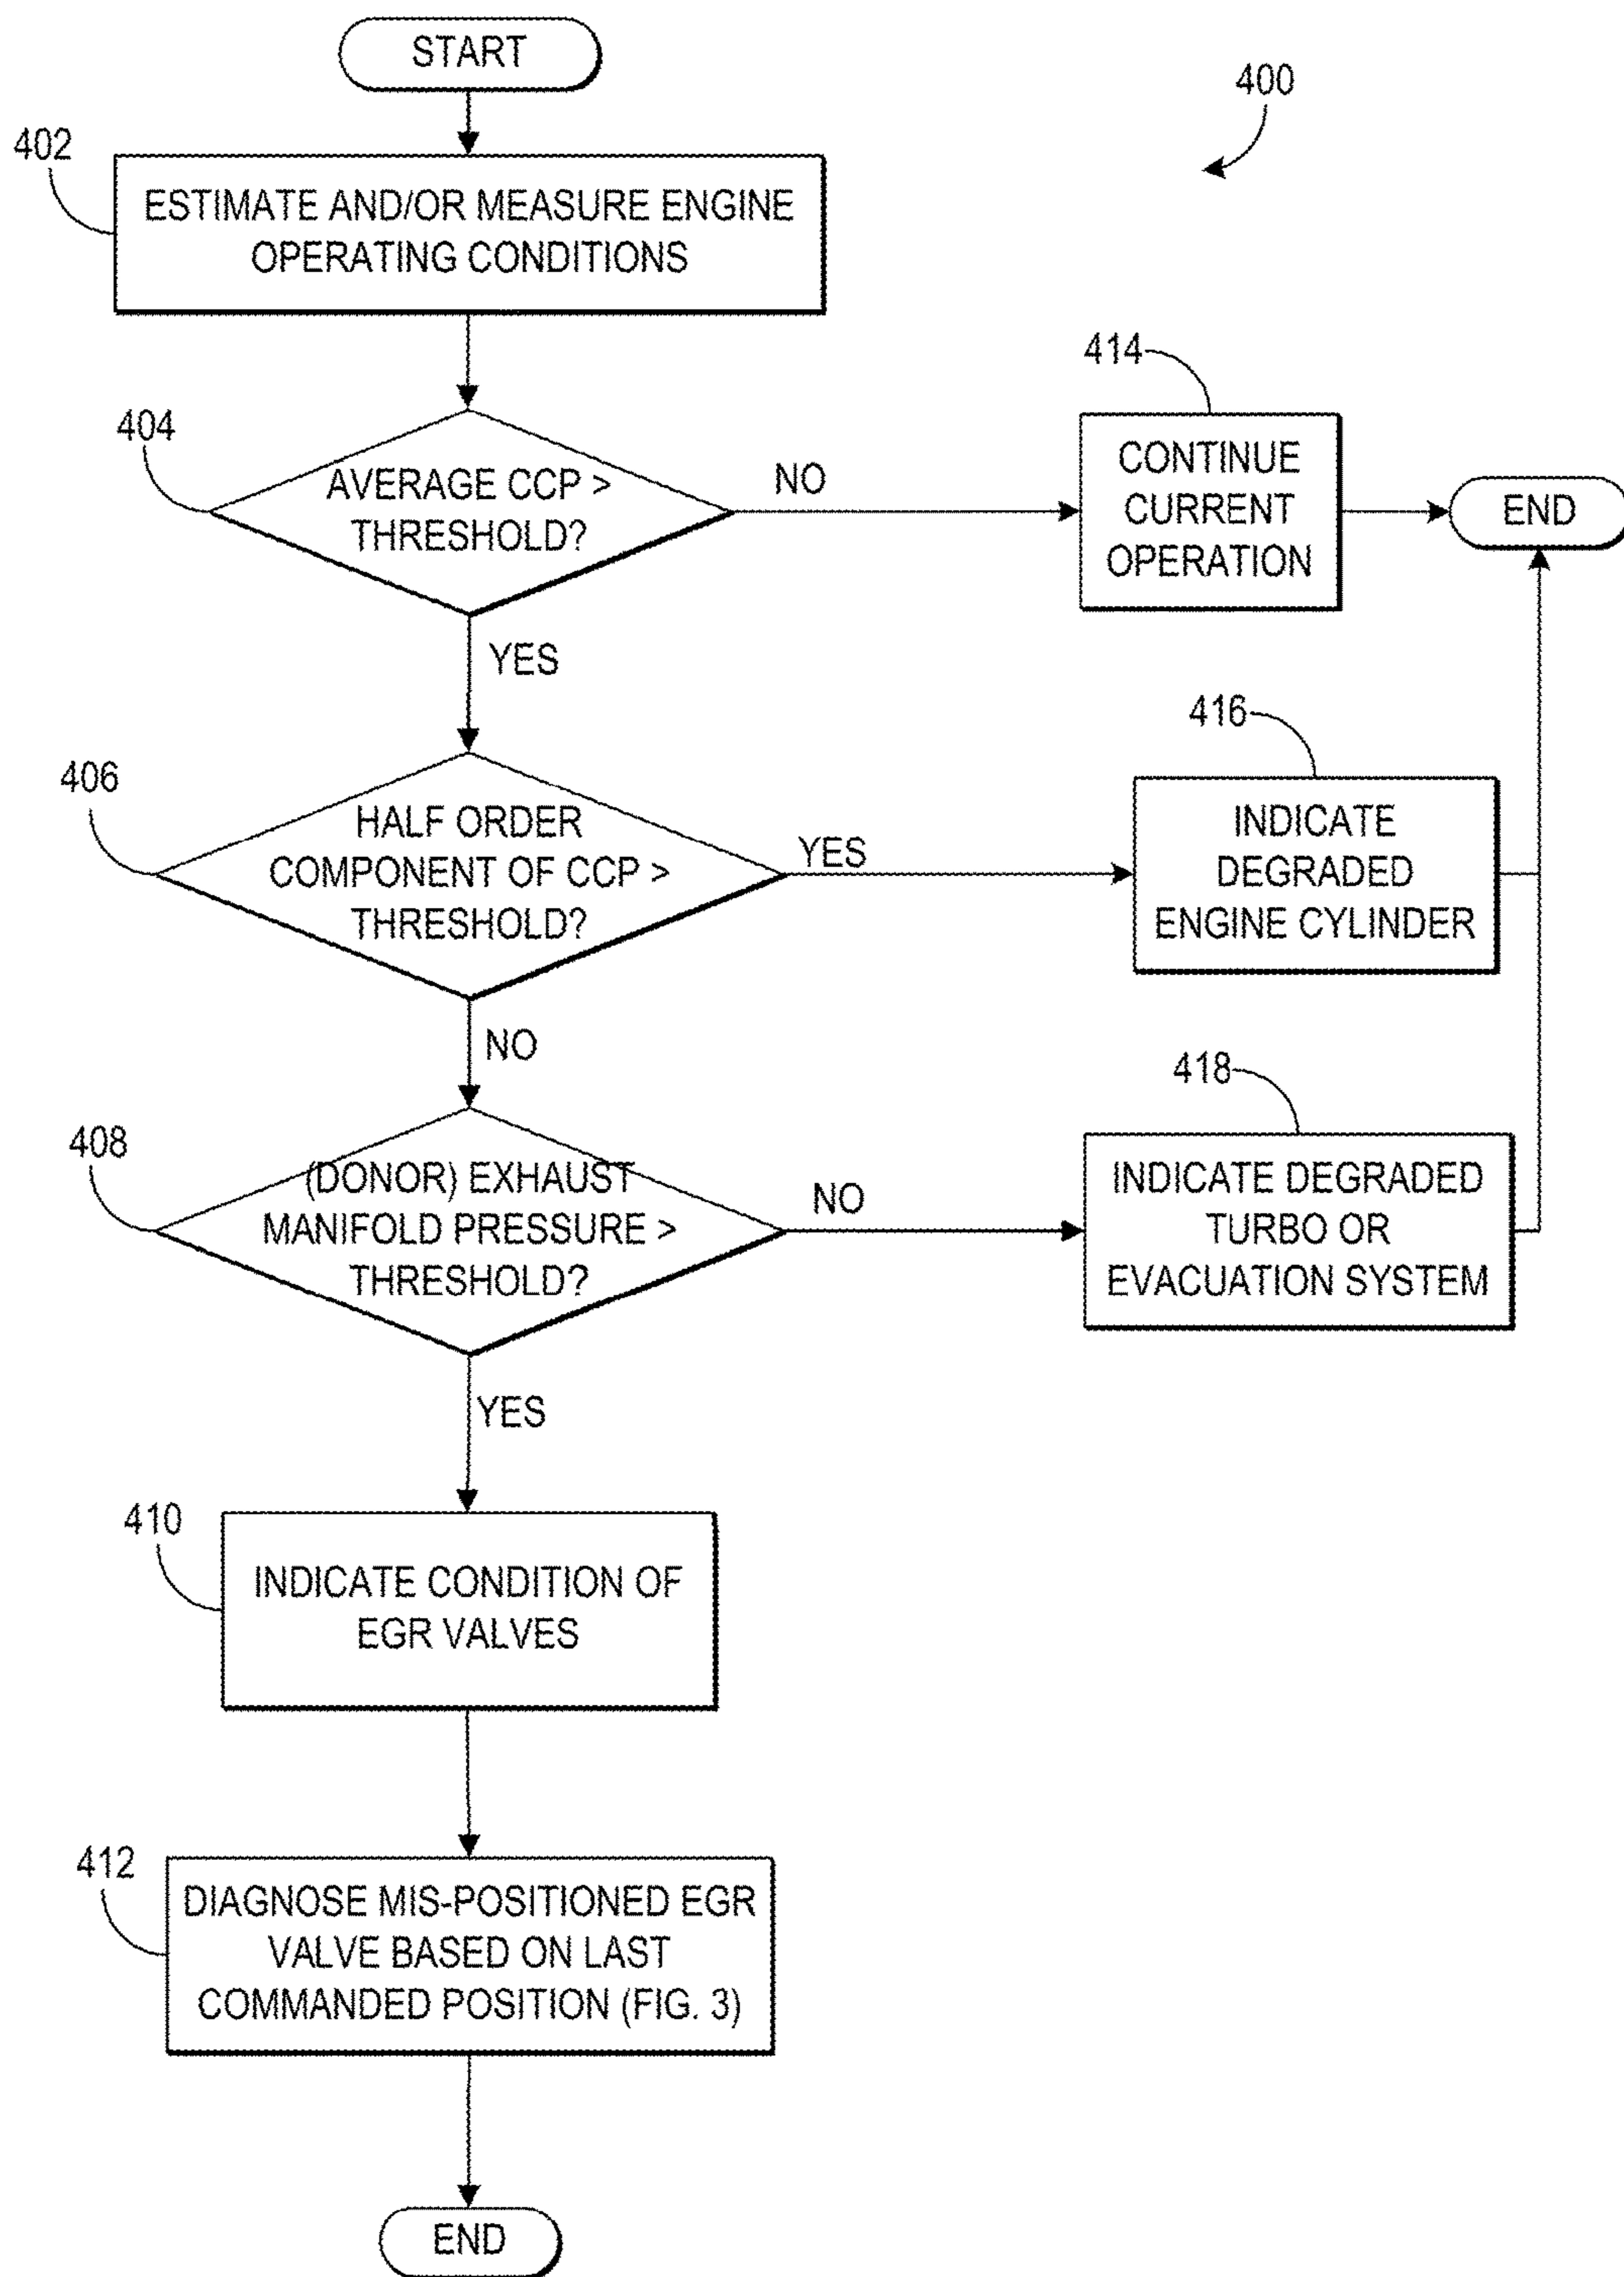 START
400
402
ESTIMATE AND/OR MEASURE ENGINE
OPERATING CONDITIONS
404
AVERAGE CCP >
THRESHOLD?
NO
414
CONTINUE
CURRENT
OPERATION
END
YES
406
HALF ORDER
COMPONENT OF CCP >
THRESHOLD?
YES
416
INDICATE
DEGRADED
ENGINE CYLINDER
NO
408
(DONOR) EXHAUST
MANIFOLD PRESSURE >
THRESHOLD?
NO
418
INDICATE DEGRADED
TURBO OR
EVACUATION SYSTEM
YES
410
INDICATE CONDITION OF
EGR VALVES
412
DIAGNOSE MIS-POSITIONED EGR
VALVE BASED ON LAST
COMMANDED POSITION (FIG. 3)
END